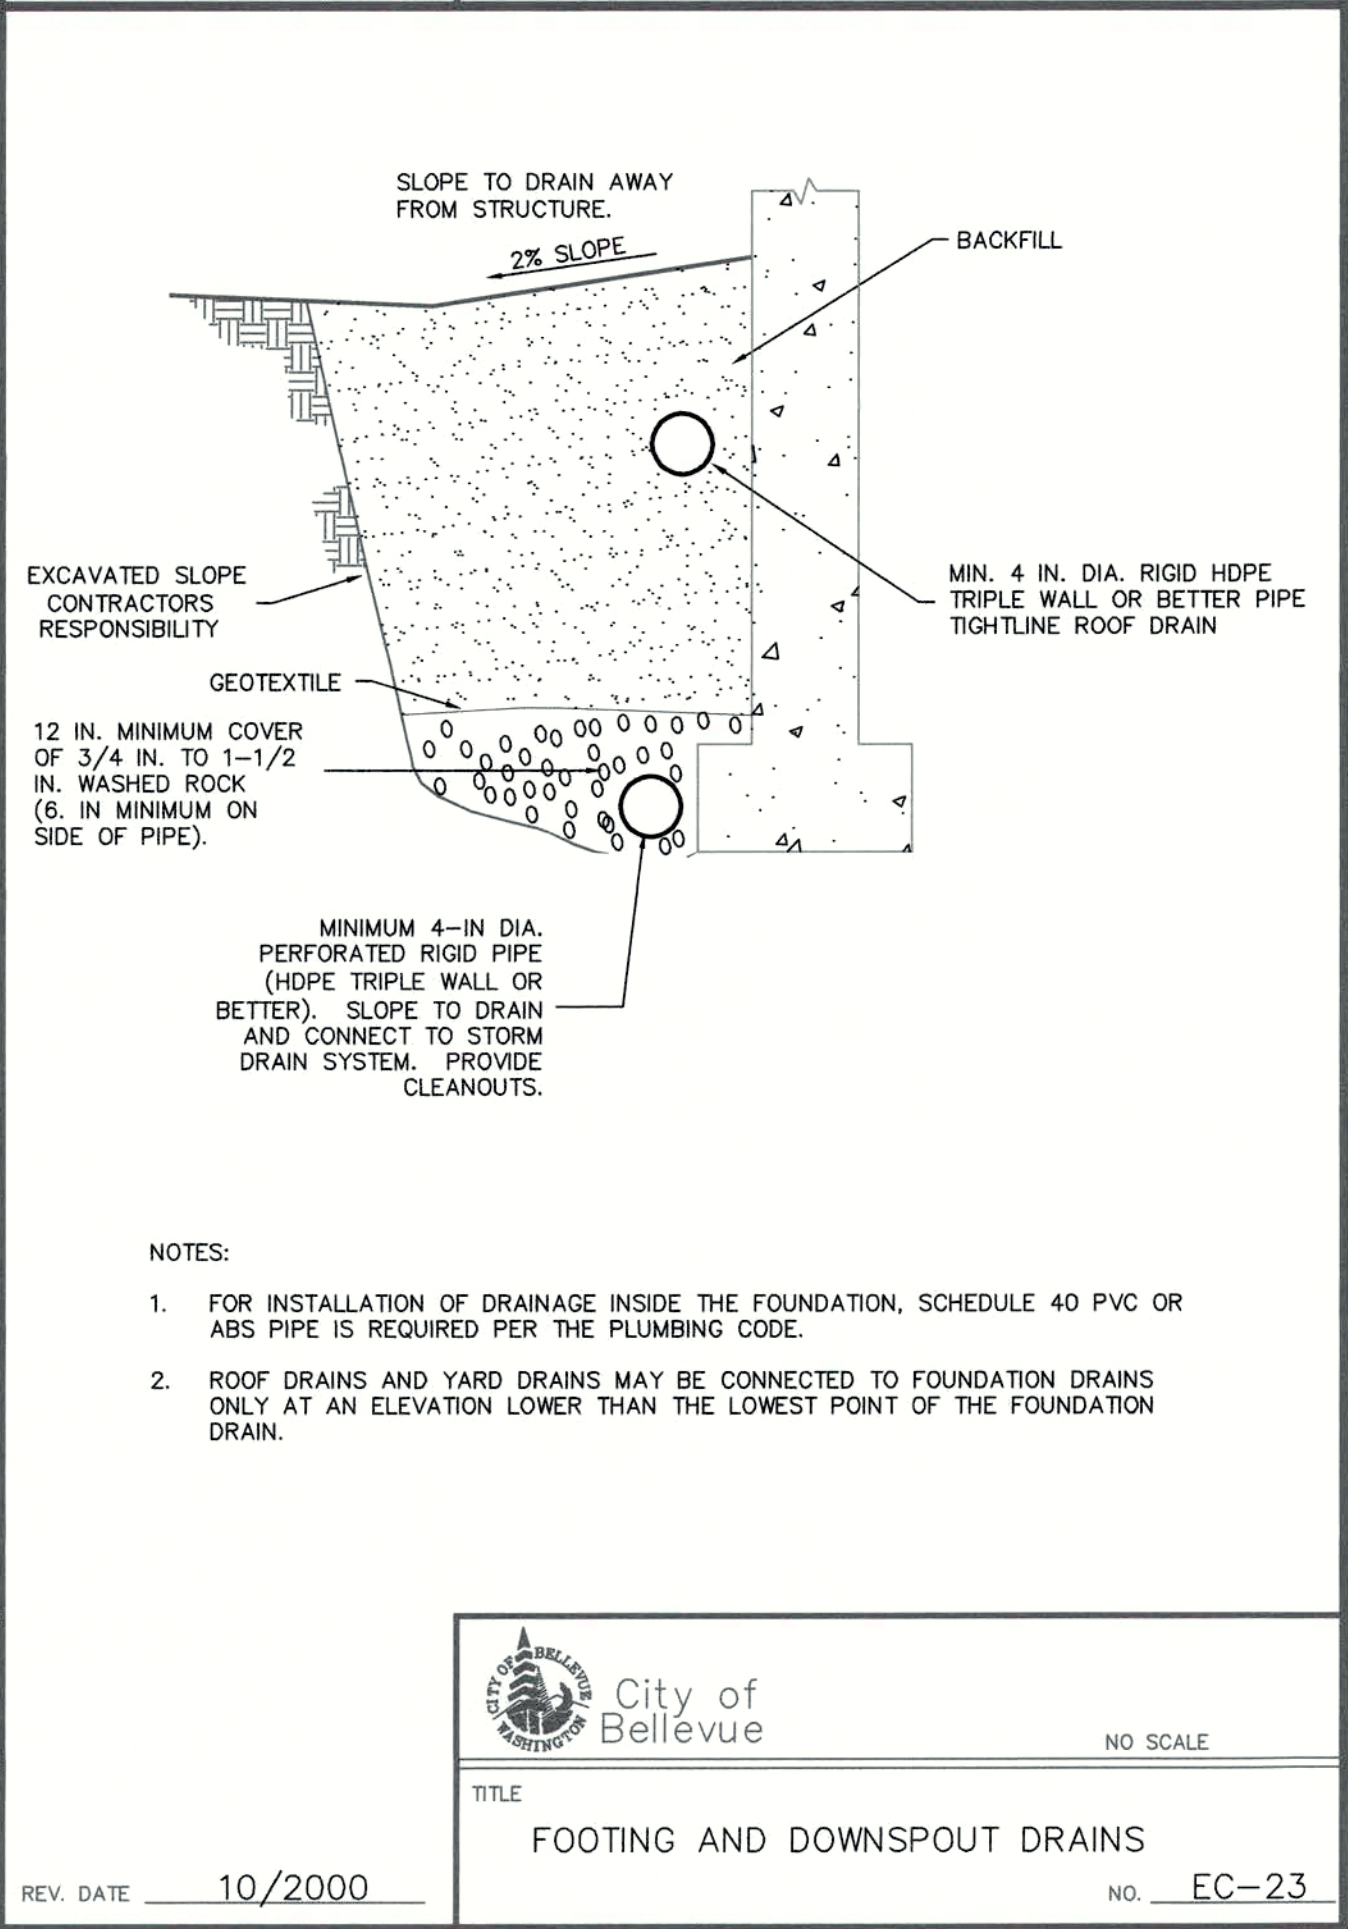 SLOPE TO DRAIN AWAY
FROM STRUCTURE.
2% SLOPE
BACKFILL
EXCAVATED SLOPE
CONTRACTORS
RESPONSIBILITY
MIN. 4 IN. DIA. RIGID HDPE
TRIPLE WALL OR BETTER PIPE
TIGHTLINE ROOF DRAIN
GEOTEXTILE
12 IN. MINIMUM COVER
OF 3/4 IN. TO 1-1/2
IN. WASHED ROCK
(6. IN MINIMUM ON
SIDE OF PIPE).
MINIMUM 4-IN DIA.
PERFORATED RIGID PIPE
(HDPE TRIPLE WALL OR
BETTER). SLOPE TO DRAIN
AND CONNECT TO STORM
DRAIN SYSTEM. PROVIDE
CLEANOUTS.
NOTES:
1. FOR INSTALLATION OF DRAINAGE INSIDE THE FOUNDATION, SCHEDULE 40 PVC OR
ABS PIPE IS REQUIRED PER THE PLUMBING CODE.
2. ROOF DRAINS AND YARD DRAINS MAY BE CONNECTED TO FOUNDATION DRAINS
ONLY AT AN ELEVATION LOWER THAN THE LOWEST POINT OF THE FOUNDATION
DRAIN.
CITY OF BELLEVUE
WASHINGTON
City of
Bellevue
NO SCALE
TITLE
FOOTING AND DOWNSPOUT DRAINS
REV. DATE 10/2000
NO. EC-23